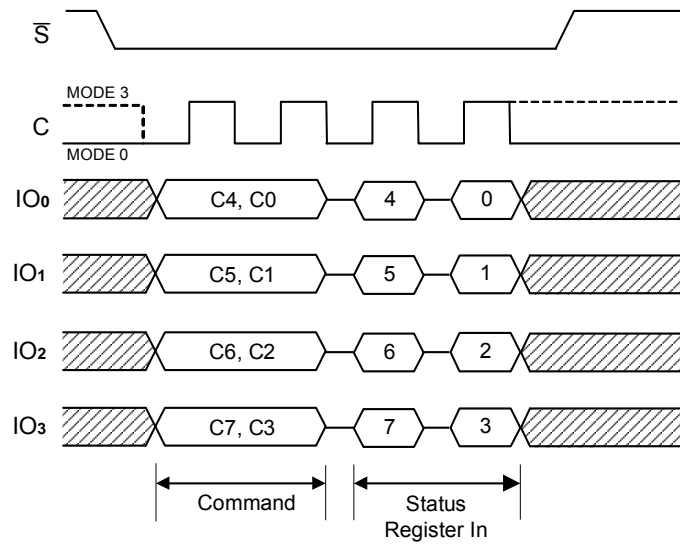 S̅
MODE 3
C
MODE 0
IO0 C4, C0 4 0
IO1 C5, C1 5 1
IO2 C6, C2 6 2
IO3 C7, C3 7 3
Command Status
Register In